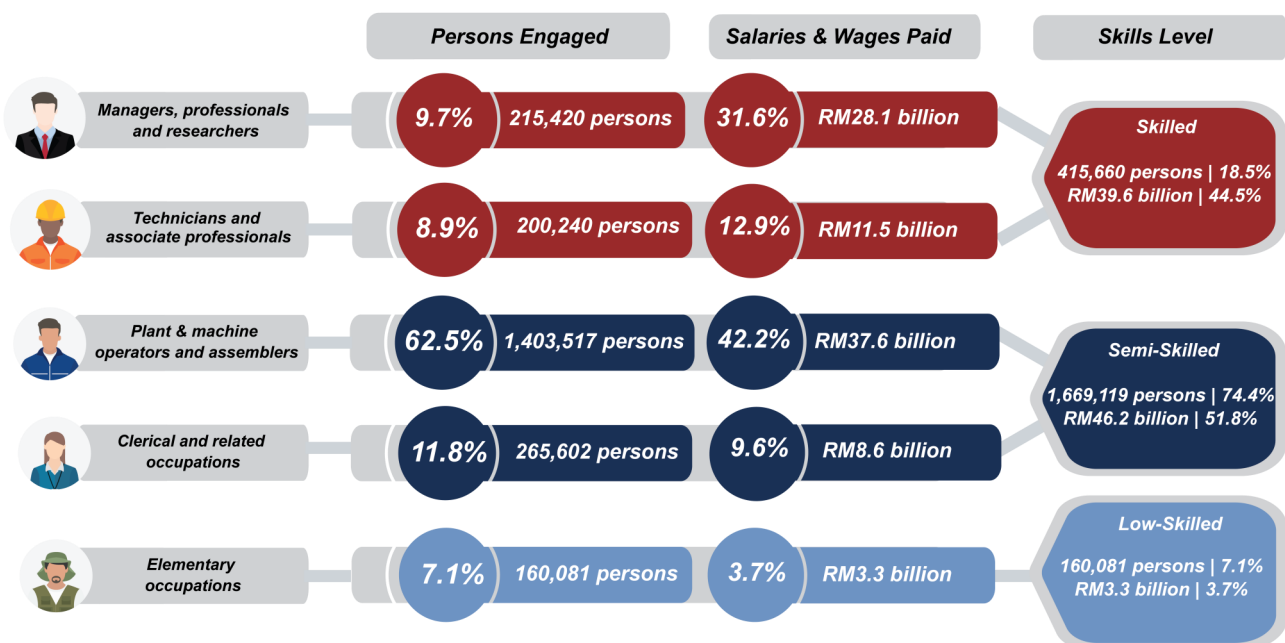 Persons Engaged
Salaries & Wages Paid
Skills Level
Managers, professionals
and researchers
9.7%
215,420 persons
31.6%
RM28.1 billion
Technicians and
associate professionals
8.9%
200,240 persons
12.9%
RM11.5 billion
Skilled
415,660 persons | 18.5%
RM39.6 billion | 44.5%
Plant & machine
operators and assemblers
62.5%
1,403,517 persons
42.2%
RM37.6 billion
Clerical and related
occupations
11.8%
265,602 persons
9.6%
RM8.6 billion
Semi-Skilled
1,669,119 persons | 74.4%
RM46.2 billion | 51.8%
Elementary
occupations
7.1%
160,081 persons
3.7%
RM3.3 billion
Low-Skilled
160,081 persons | 7.1%
RM3.3 billion | 3.7%